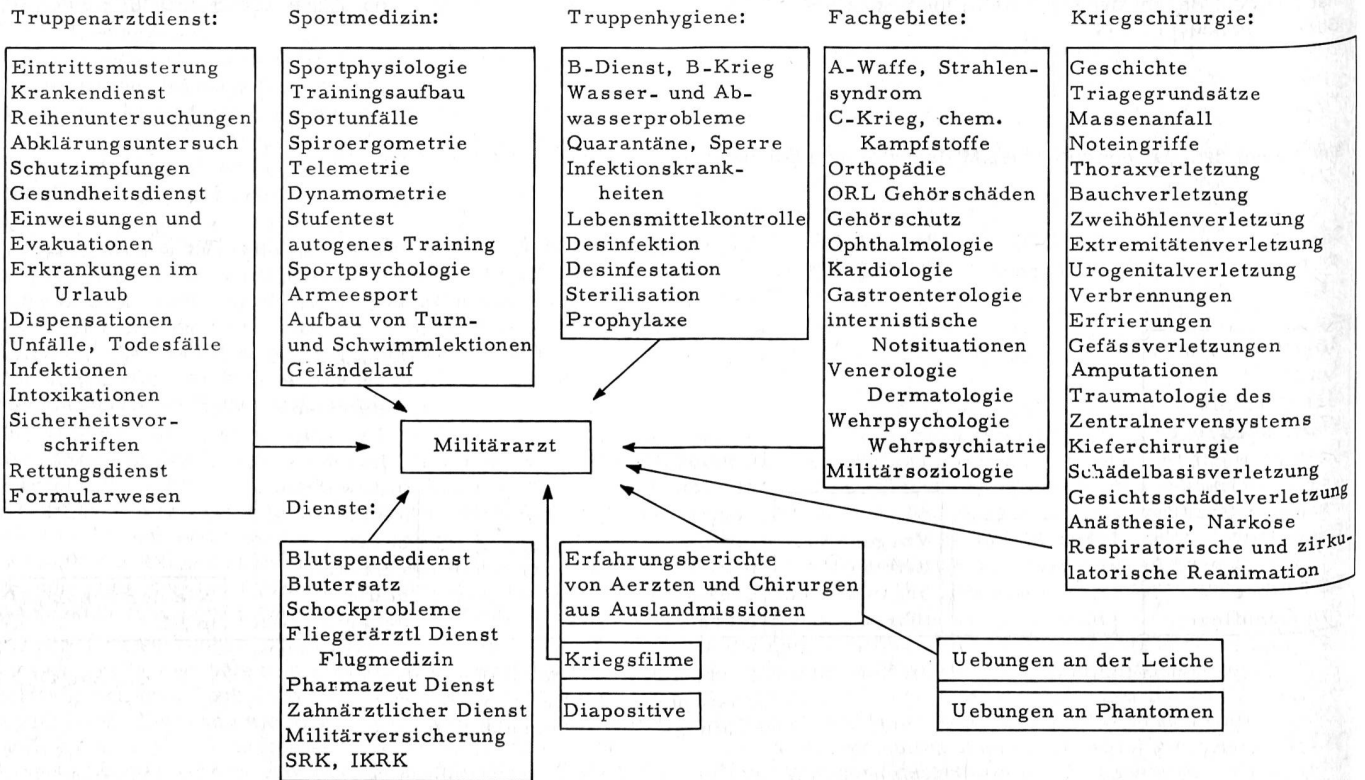 Truppenarztdienst:
Eintrittsmusterung
Krankendienst
Reihenuntersuchungen
Abklärungsuntersuch
Schutzimpfungen
Gesundheitsdienst
Einweisungen und
Evakuationen
Erkrankungen im
Urlaub
Dispensationen
Unfälle, Todesfälle
Infektionen
Intoxikationen
Sicherheitsvor-
schriften
Rettungsdienst
Formularwesen
Sportmedizin:
Sportphysiologie
Trainingsaufbau
Sportunfälle
Spiroergometrie
Telemetrie
Dynamometrie
Stufentest
autogenes Training
Sportpsychologie
Armeesport
Aufbau von Turn-
und Schwimmlektionen
Geländelauf
Truppenhygiene:
B-Dienst, B-Krieg
Wasser- und Ab-
wasserprobleme
Quarantäne, Sperre
Infektionskrank-
heiten
Lebensmittelkontrolle
Desinfektion
Desinfestation
Sterilisation
Prophylaxe
Fachgebiete:
A-Waffe, Strahlen-
syndrom
C-Krieg, chem.
Kampfstoffe
Orthopädie
ORL Gehörschäden
Gehörschutz
Ophthalmologie
Kardiologie
Gastroenterologie
internistische
Notsituationen
Venerologie
Dermatologie
Wehrpsychologie
Wehrpsychiatrie
Militärsoziologie
Kriegschirurgie:
Geschichte
Triagegrundsätze
Massenanfall
Noteingriffe
Thoraxverletzung
Bauchverletzung
Zweihöhlenverletzung
Extremitätenverletzung
Urogenitalverletzung
Verbrennungen
Erfrierungen
Gefässverletzungen
Amputationen
Traumatologie des
Zentralnervensystems
Kieferchirurgie
Schädelbasisverletzung
Gesichtsschädelverletzung
Anästhesie, Narkose
Respiratorische und zirku-
latorische Reanimation
Militärarzt
Dienste:
Blutspendedienst
Blutersatz
Schockprobleme
Fliegerärztl Dienst
Flugmedizin
Pharmazeut Dienst
Zahnärztlicher Dienst
Militärversicherung
SRK, IKRK
Erfahrungsberichte
von Aerzten und Chirurgen
aus Auslandmissionen
Kriegsfilme
Diapositive
Uebungen an der Leiche
Uebungen an Phantomen